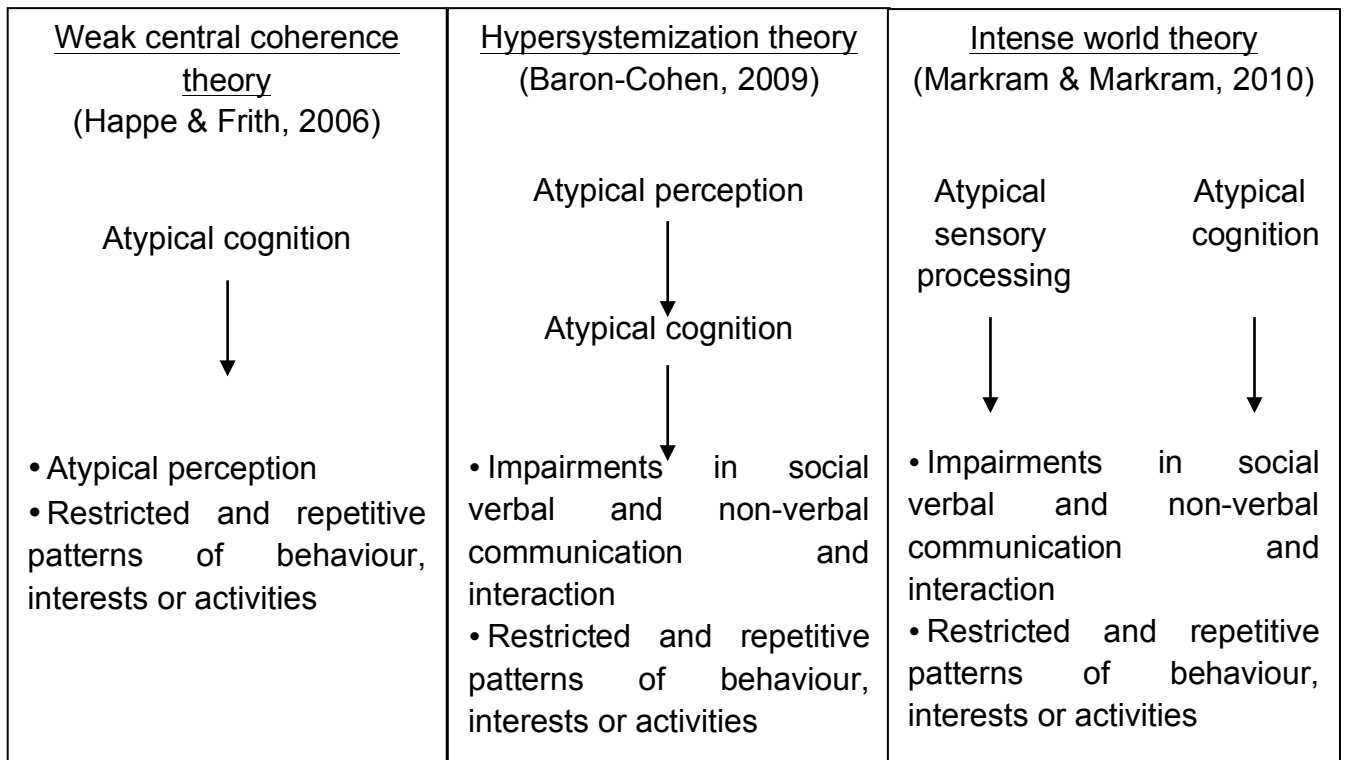 Weak central coherence
theory
(Happe & Frith, 2006)
Atypical cognition
• Atypical perception
• Restricted and repetitive
patterns of behaviour,
interests or activities
Hypersystemization theory
(Baron-Cohen, 2009)
Atypical perception
Atypical cognition
• Impairments in social
verbal and non-verbal
communication and
interaction
• Restricted and repetitive
patterns of behaviour,
interests or activities
Intense world theory
(Markram & Markram, 2010)
Atypical
sensory
processing
Atypical
cognition
• Impairments in social
verbal and non-verbal
communication and
interaction
• Restricted and repetitive
patterns of behaviour,
interests or activities